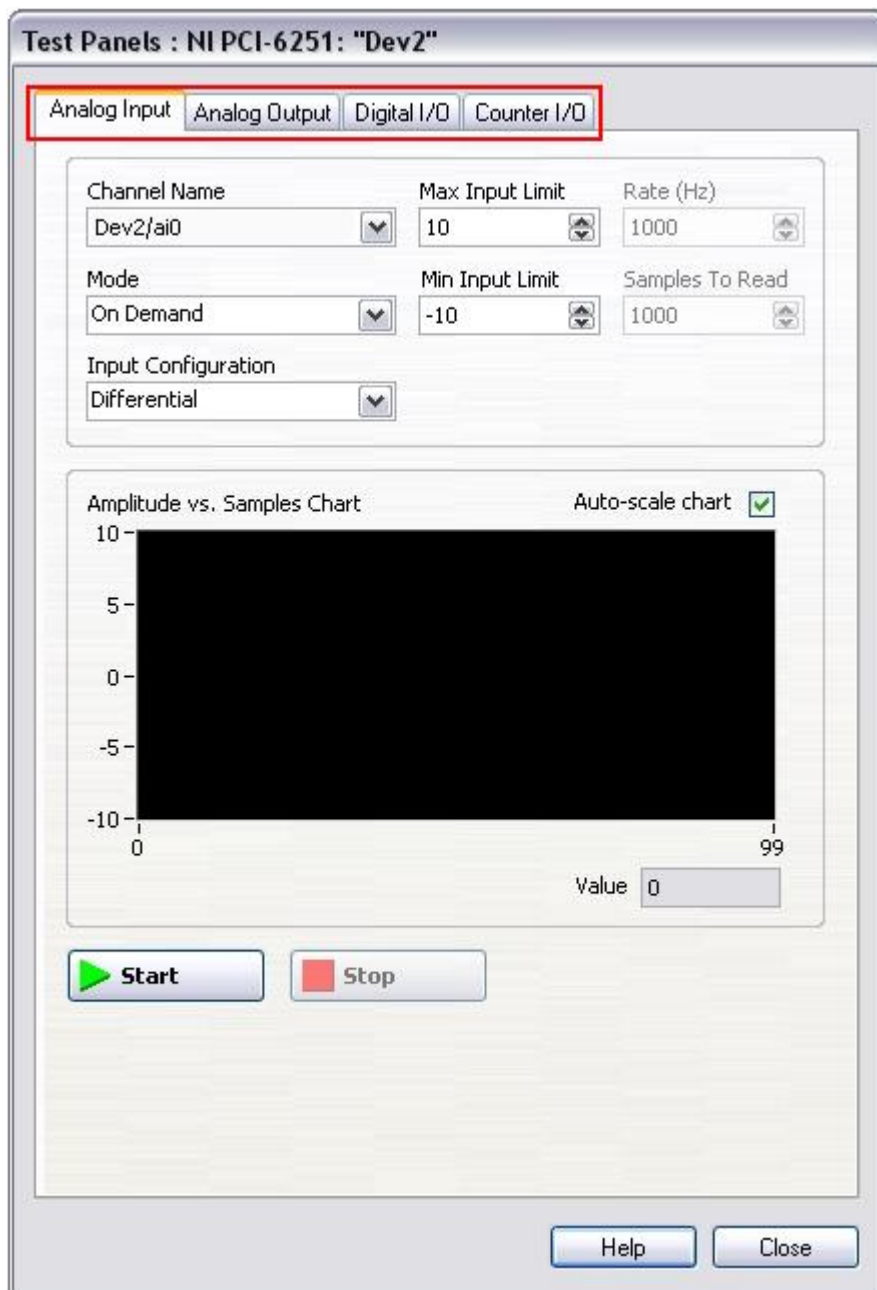 Test Panels : NI PCI-6251: "Dev2"
Analog Input Analog Output Digital I/O Counter I/O
Channel Name Max Input Limit Rate (Hz)
Dev2/ai0 10 1000
Mode Min Input Limit Samples To Read
On Demand -10 1000
Input Configuration
Differential
Amplitude vs. Samples Chart Auto-scale chart
10
5
0
-5
-10
0 99
Value 0
Start Stop
Help Close